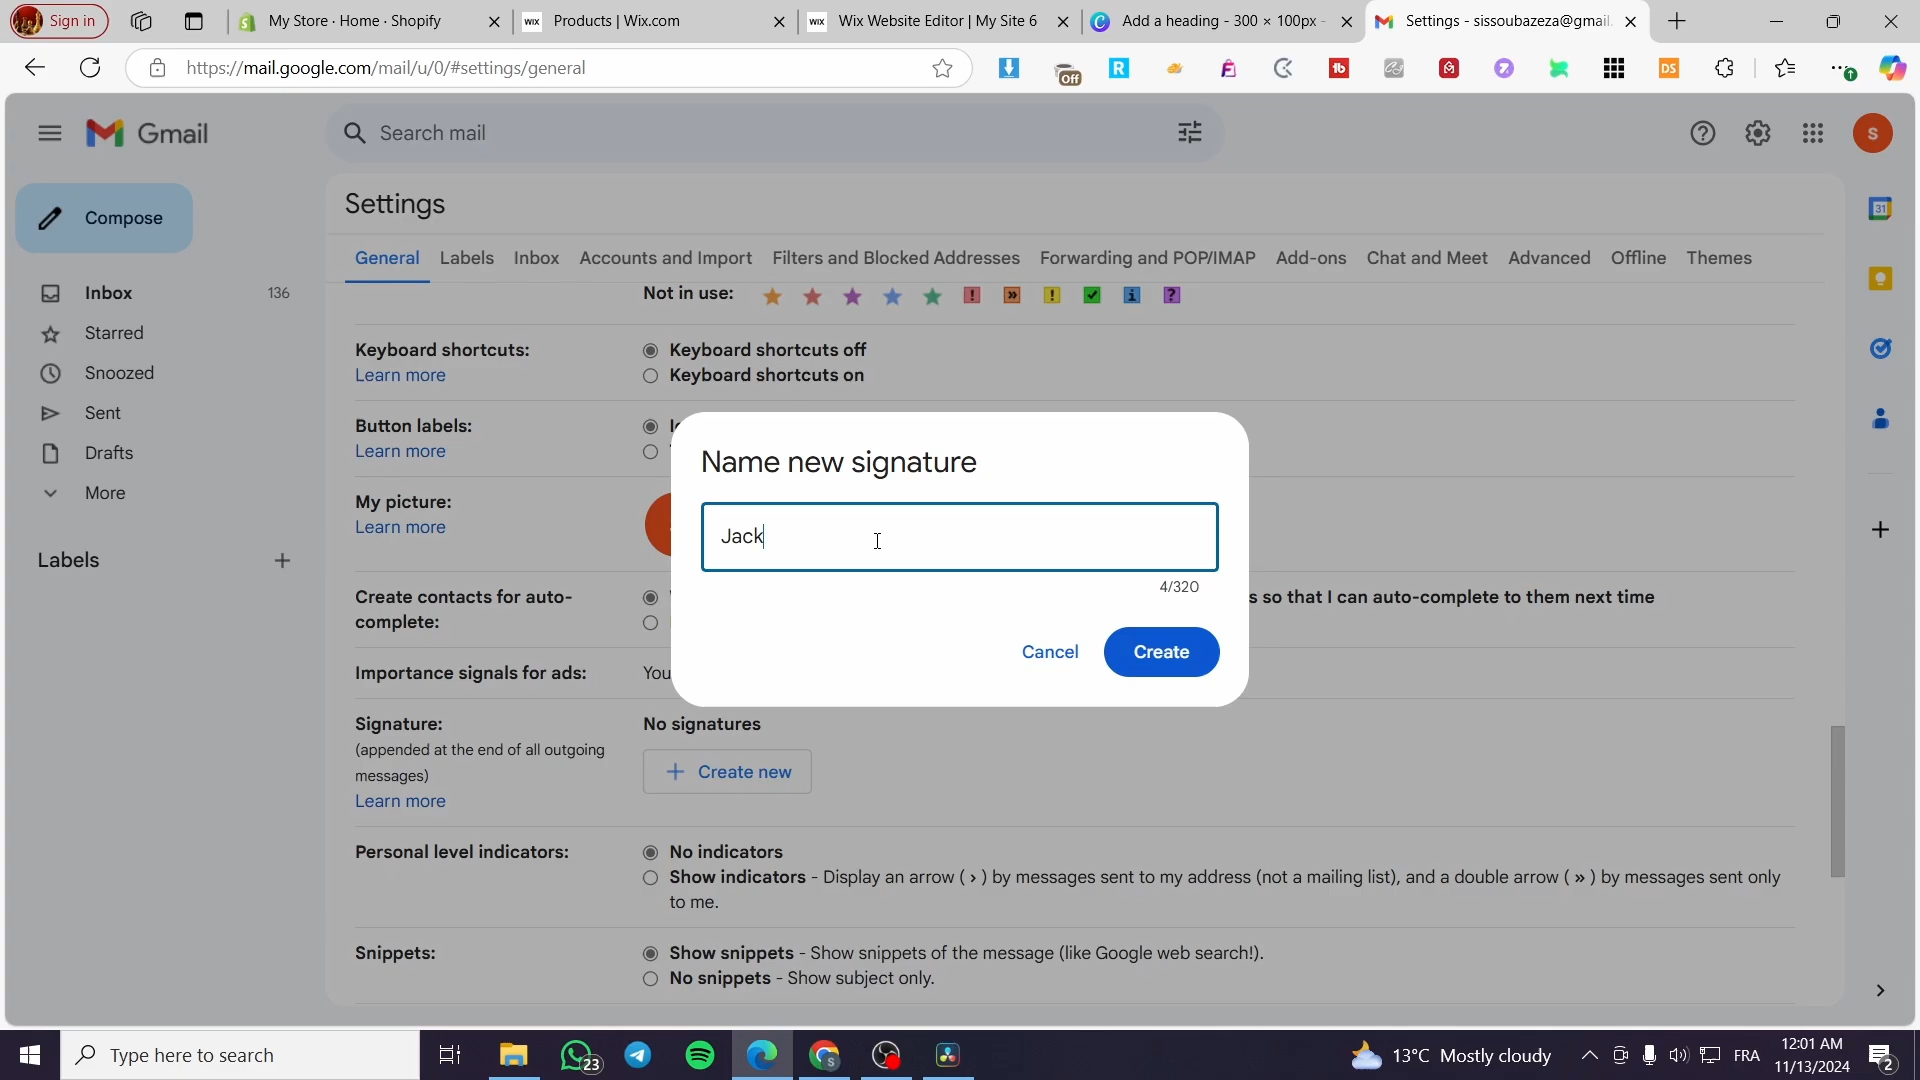 Sign in
My Store · Home · Shopify
WIX
Products | Wix.com
WIX
Wix Website Editor | My Site 6
Add a heading - 300 × 100px -
Settings - sissoubazeza@gmail.
https://mail.google.com/mail/u/0/#settings/general
Off
Gmail
Search mail
S
Compose
Inbox
136
Starred
Snoozed
Sent
Drafts
More
Labels
Settings
General
Labels
Inbox
Accounts and Import
Filters and Blocked Addresses
Forwarding and POP/IMAP
Add-ons
Chat and Meet
Advanced
Offline
Themes
Not in use:
Keyboard shortcuts:
Learn more
Keyboard shortcuts off
Keyboard shortcuts on
Button labels:
Learn more
My picture:
Learn more
Create contacts for auto-
complete:
s so that I can auto-complete to them next time
Importance signals for ads:
You
Signature:
(appended at the end of all outgoing
messages)
Learn more
No signatures
Create new
Personal level indicators:
No indicators
Show indicators - Display an arrow ( › ) by messages sent to my address (not a mailing list), and a double arrow ( » ) by messages sent only
to me.
Snippets:
Show snippets - Show snippets of the message (like Google web search!).
No snippets - Show subject only.
Name new signature
Jack
4/320
Cancel
Create
31
Type here to search
23
13°C Mostly cloudy
FRA
12:01 AM
11/13/2024
2